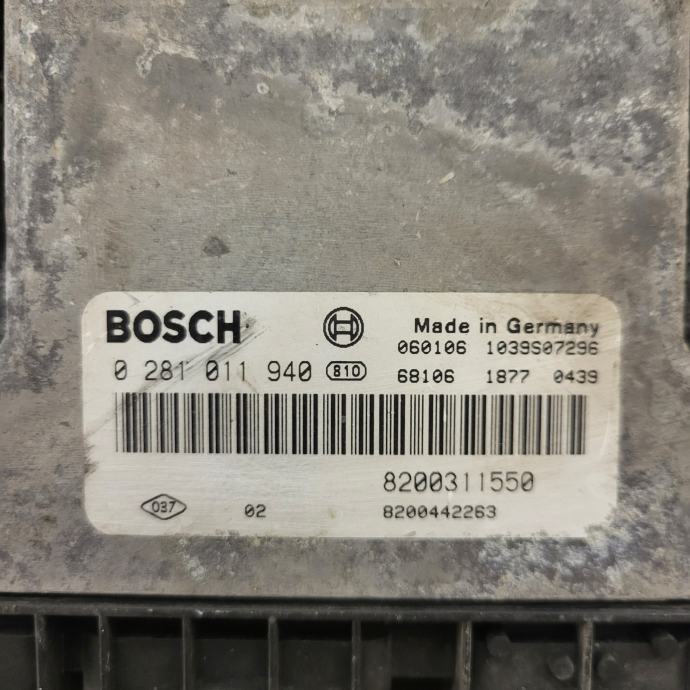 BOSCH
Made in Germany
060106 1039S07296
0 281 011 940 810
68106 1877 0439
8200311550
037 02 8200442263